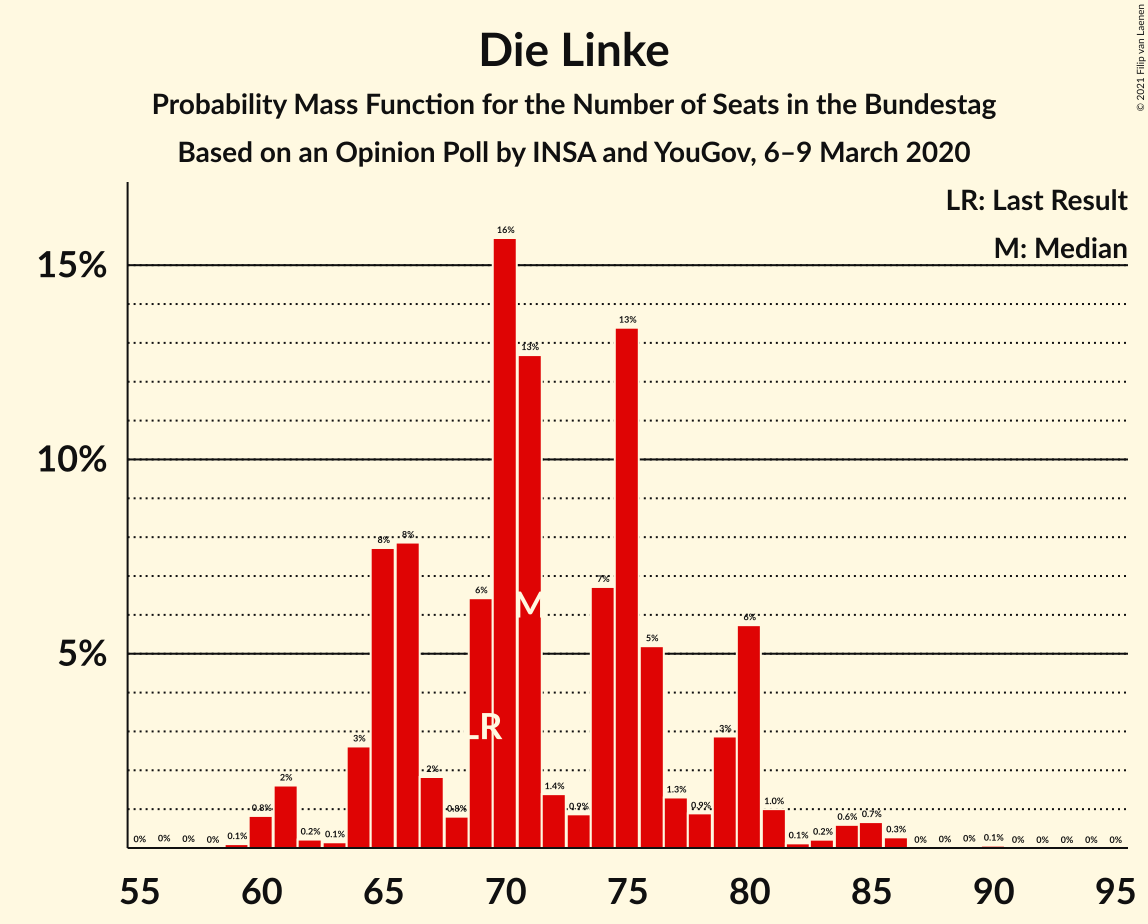 Die Linke
Probability Mass Function for the Number of Seats in the Bundestag
Based on an Opinion Poll by INSA and YouGov, 6–9 March 2020
© 2021 Filip van Laenen
LR: Last Result
M: Median
15%
10%
5%
0% 0% 0% 0% 0.1% 0.8% 2% 0.2% 0.1% 3% 8% 8% 2% 0.8% 6% 16% 13% 1.4% 0.9% 7% 13% 5% 1.3% 0.9% 3% 6% 1.0% 0.1% 0.2% 0.6% 0.7% 0.3% 0% 0% 0% 0.1% 0% 0% 0% 0% 0%
M
LR
55 60 65 70 75 80 85 90 95